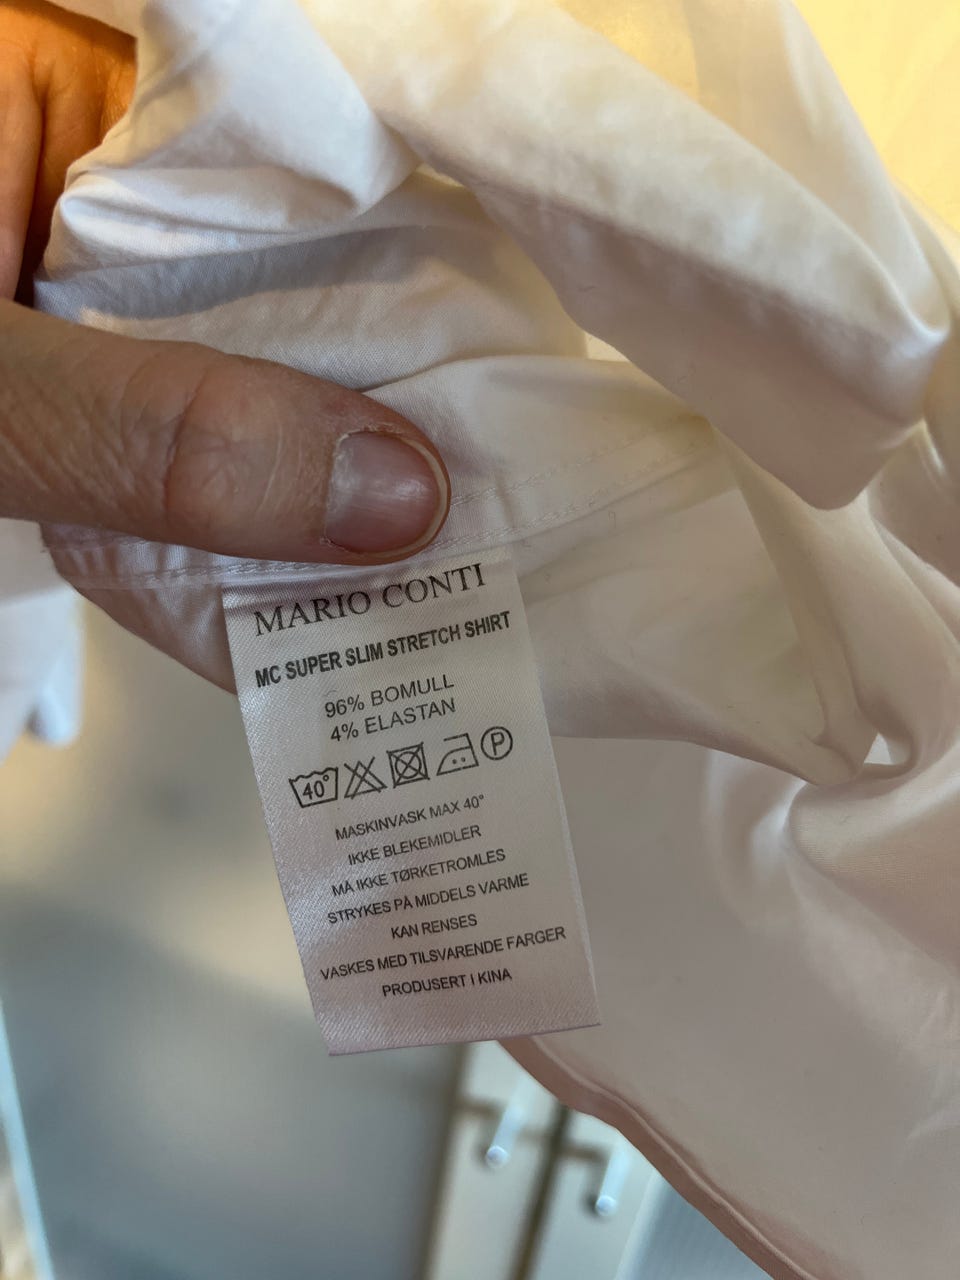 MARIO CONTI
MC SUPER SLIM STRETCH SHIRT
96% BOMULL
4% ELASTAN
40° P
MASKINVASK MAX 40°
IKKE BLEKEMIDLER
MÅ IKKE TØRKETROMLES
STRYKES PÅ MIDDELS VARME
KAN RENSES
VASKES MED TILSVARENDE FARGER
PRODUSERT I KINA